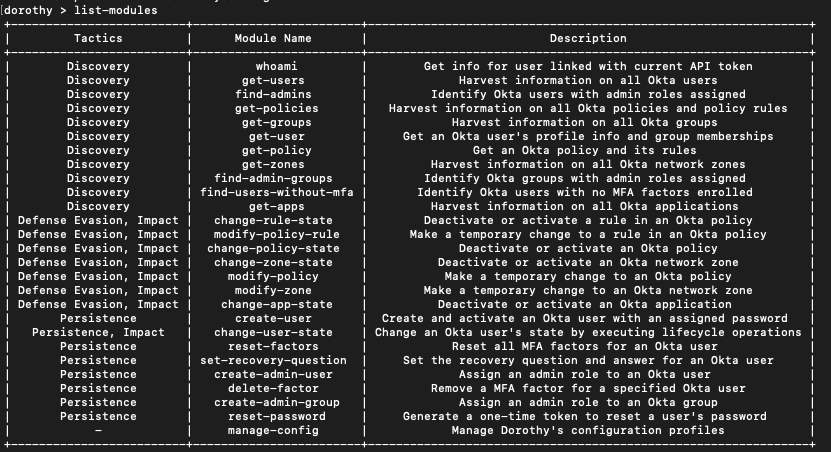 dorothy > list-modules
Tactics | Module Name | Description
Discovery | whoami | Get info for user linked with current API token
Discovery | get-users | Harvest information on all Okta users
Discovery | find-admins | Identify Okta users with admin roles assigned
Discovery | get-policies | Harvest information on all Okta policies and policy rules
Discovery | get-groups | Harvest information on all Okta groups
Discovery | get-user | Get an Okta user's profile info and group memberships
Discovery | get-policy | Get an Okta policy and its rules
Discovery | get-zones | Harvest information on all Okta network zones
Discovery | find-admin-groups | Identify Okta groups with admin roles assigned
Discovery | find-users-without-mfa | Identify Okta users with no MFA factors enrolled
Discovery | get-apps | Harvest information on all Okta applications
Defense Evasion, Impact | change-rule-state | Deactivate or activate a rule in an Okta policy
Defense Evasion, Impact | modify-policy-rule | Make a temporary change to a rule in an Okta policy
Defense Evasion, Impact | change-policy-state | Deactivate or activate an Okta policy
Defense Evasion, Impact | change-zone-state | Deactivate or activate an Okta network zone
Defense Evasion, Impact | modify-policy | Make a temporary change to an Okta policy
Defense Evasion, Impact | modify-zone | Make a temporary change to an Okta network zone
Defense Evasion, Impact | change-app-state | Deactivate or activate an Okta application
Persistence | create-user | Create and activate an Okta user with an assigned password
Persistence, Impact | change-user-state | Change an Okta user's state by executing lifecycle operations
Persistence | reset-factors | Reset all MFA factors for an Okta user
Persistence | set-recovery-question | Set the recovery question and answer for an Okta user
Persistence | create-admin-user | Assign an admin role to an Okta user
Persistence | delete-factor | Remove a MFA factor for a specified Okta user
Persistence | create-admin-group | Assign an admin role to an Okta group
Persistence | reset-password | Generate a one-time token to reset a user's password
- | manage-config | Manage Dorothy's configuration profiles